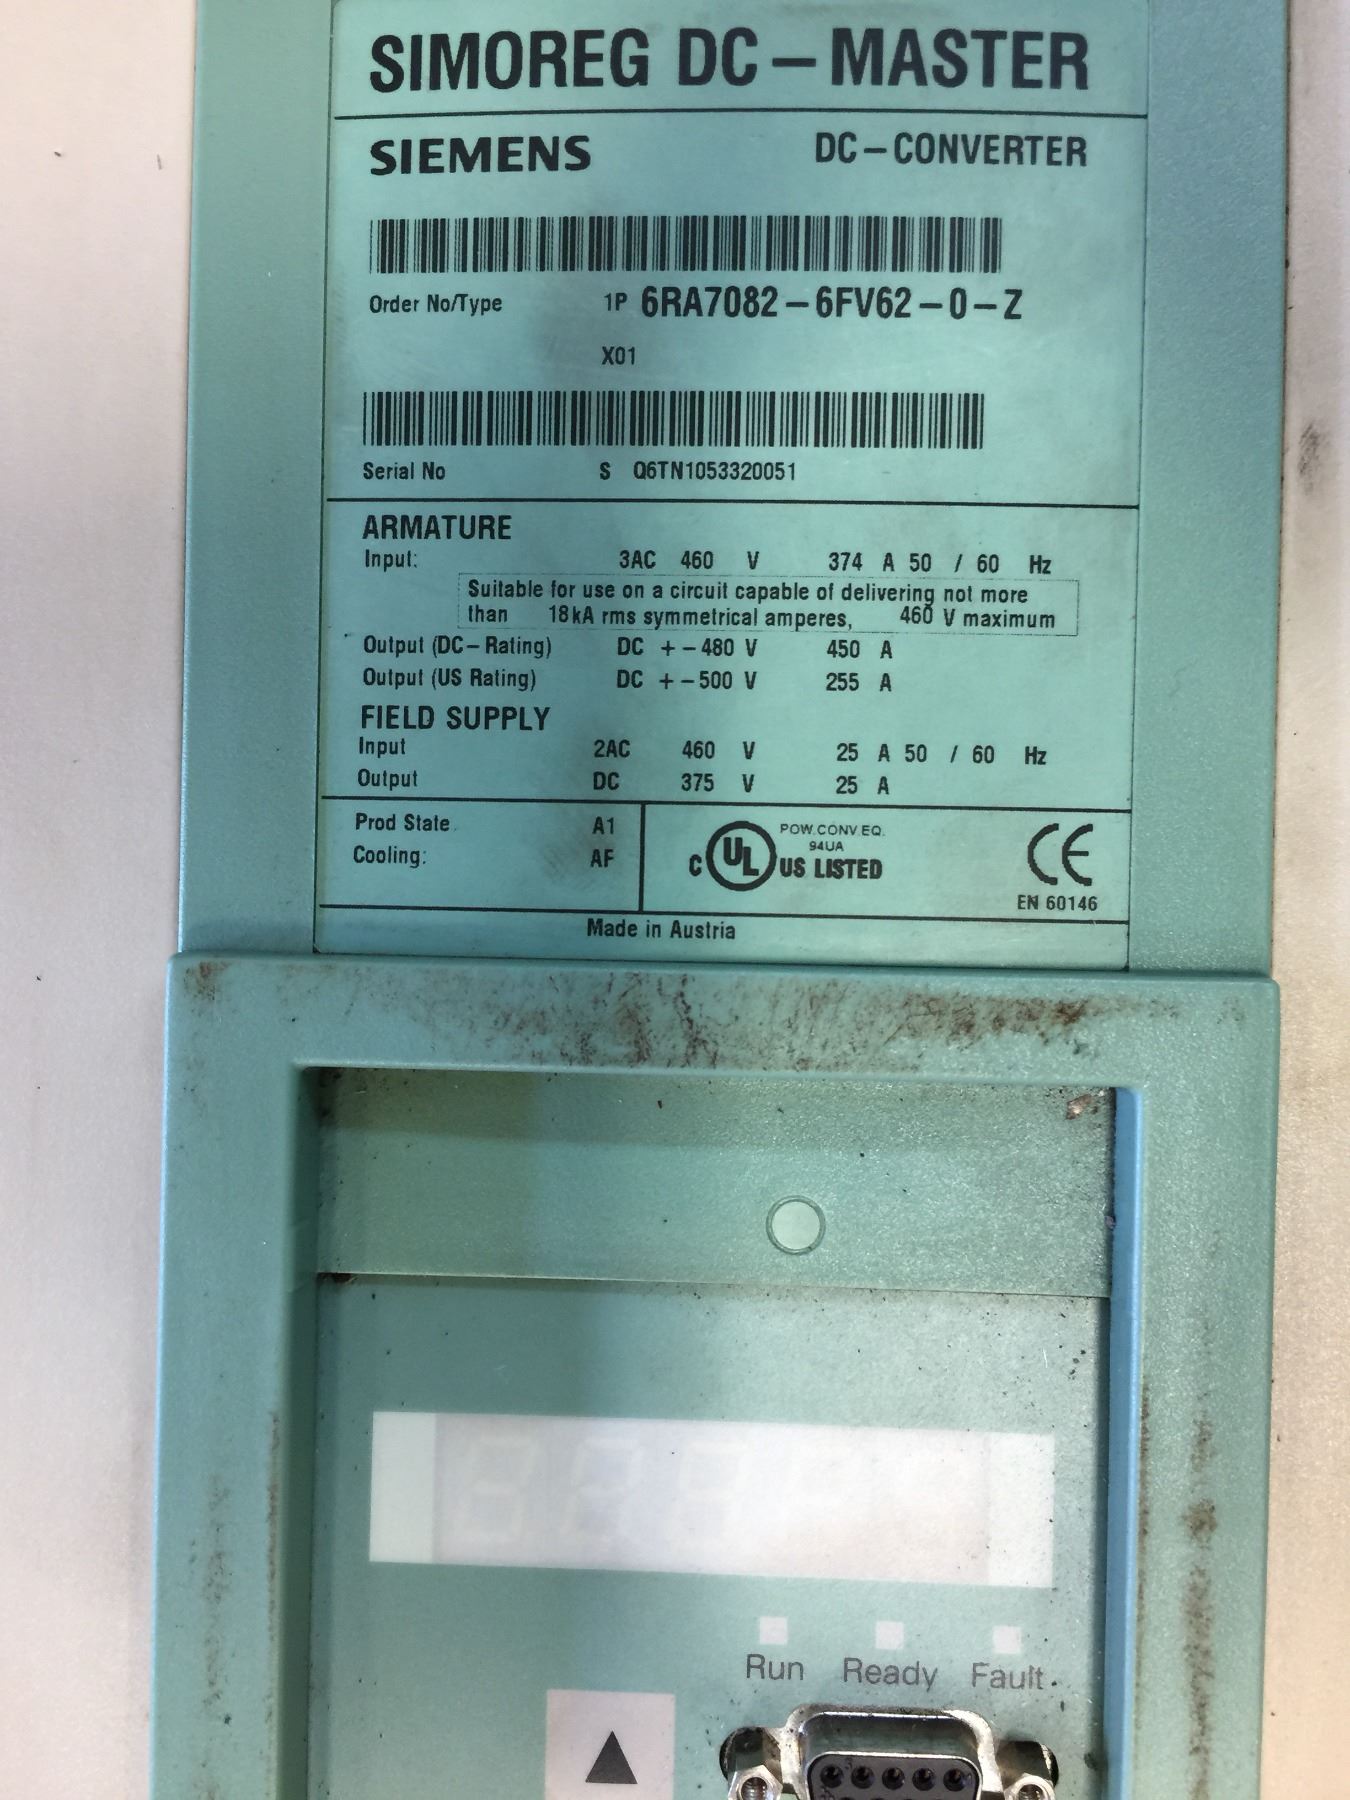 SIMOREG DC-MASTER
SIEMENS DC-CONVERTER
Order No/Type 1P 6RA7082-6FV62-0-Z
X01
Serial No S Q6TN1053320051
ARMATURE
Input: 3AC 460 V 374 A 50 / 60 Hz
Suitable for use on a circuit capable of delivering not more
than 18kA rms symmetrical amperes, 460 V maximum
Output (DC-Rating) DC +-480 V 450 A
Output (US Rating) DC +-500 V 255 A
FIELD SUPPLY
Input 2AC 460 V 25 A 50 / 60 Hz
Output DC 375 V 25 A
Prod State A1
Cooling: AF
C UL US LISTED
POW.CONV.EQ.
94UA
CE
EN 60146
Made in Austria
Run Ready Fault